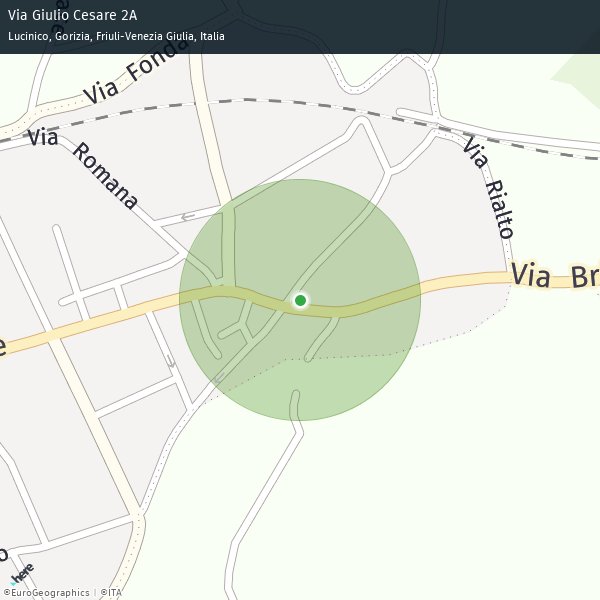 Via Giulio Cesare 2A
Lucinico, Gorizia, Friuli-Venezia Giulia, Italia
Via Fonda
Via Romana
Via Rialto
Via Br
e
o
here
©EuroGeographics | ©ITA